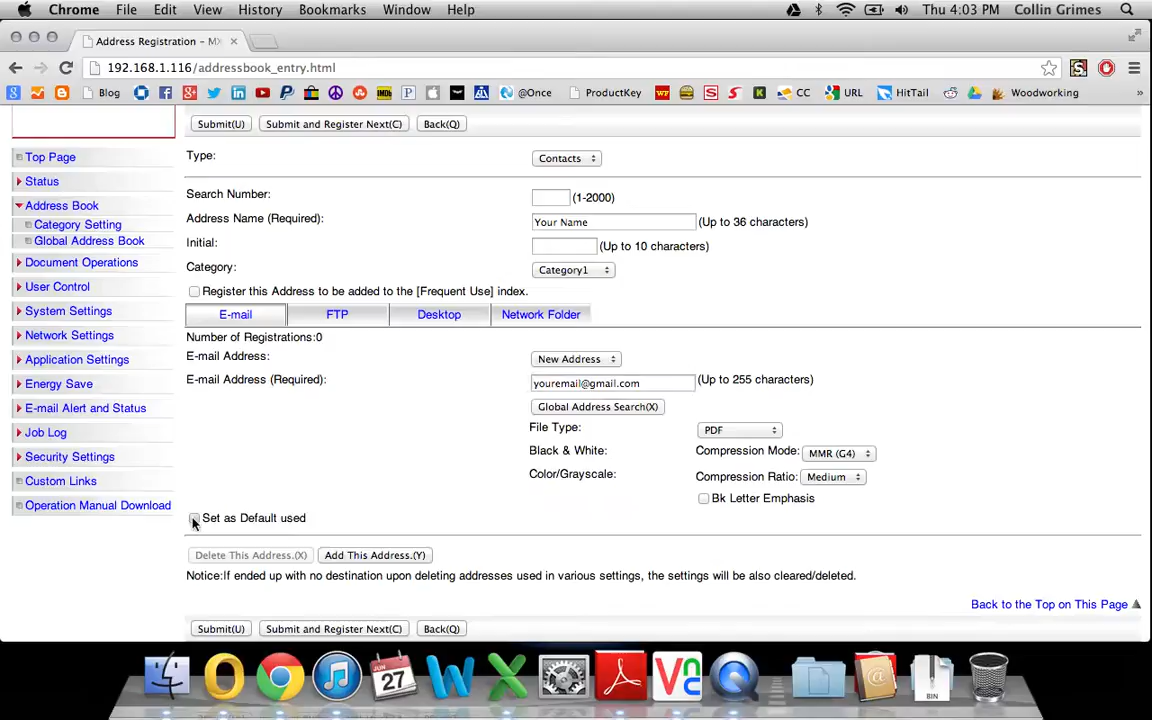 Chrome File Edit View History Bookmarks Window Help Thu 4:03 PM Collin Grimes
Address Registration – MX
192.168.1.116/addressbook_entry.html
Blog @Once ProductKey CC URL HitTail Woodworking »
Submit(U) Submit and Register Next(C) Back(Q)
Top Page
Status
Address Book
Category Setting
Global Address Book
Document Operations
User Control
System Settings
Network Settings
Application Settings
Energy Save
E-mail Alert and Status
Job Log
Security Settings
Custom Links
Operation Manual Download
Type: Contacts
Search Number: (1-2000)
Address Name (Required): Your Name (Up to 36 characters)
Initial: (Up to 10 characters)
Category: Category1
Register this Address to be added to the [Frequent Use] index.
E-mail FTP Desktop Network Folder
Number of Registrations:0
E-mail Address: New Address
E-mail Address (Required): youremail@gmail.com (Up to 255 characters)
Global Address Search(X)
File Type: PDF
Black & White: Compression Mode: MMR (G4)
Color/Grayscale: Compression Ratio: Medium
Bk Letter Emphasis
Set as Default used
Delete This Address.(X) Add This Address.(Y)
Notice:If ended up with no destination upon deleting addresses used in various settings, the settings will be also cleared/deleted.
Back to the Top on This Page
Submit(U) Submit and Register Next(C) Back(Q)
JUN
27
BIN